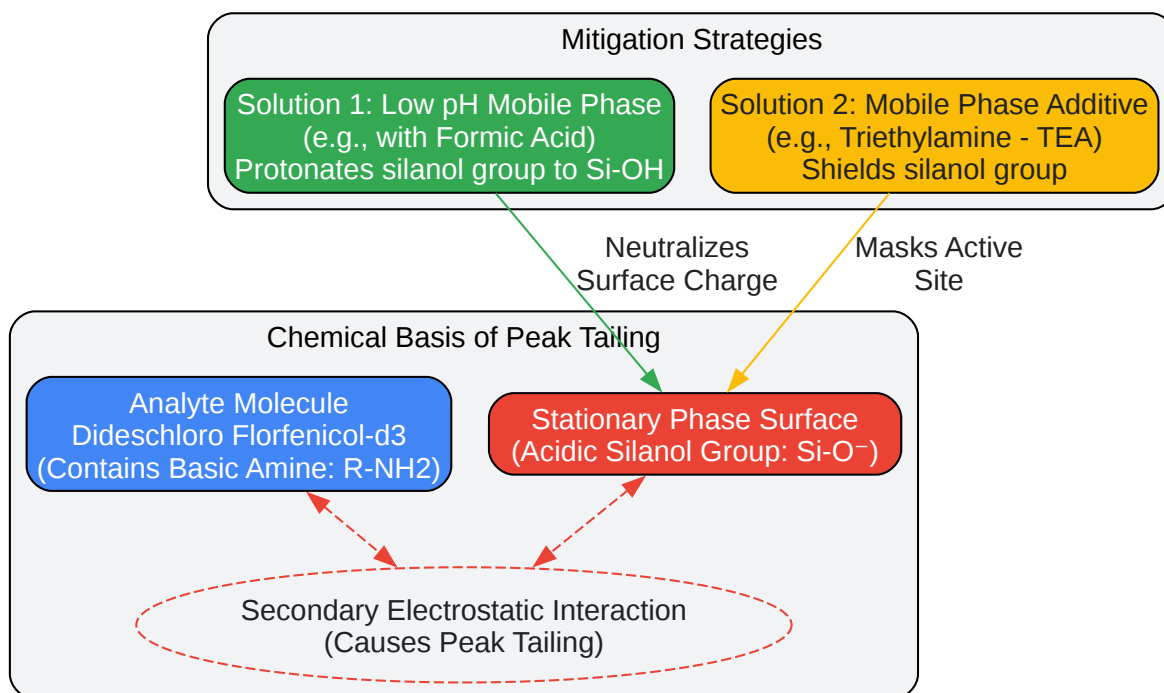 Mitigation Strategies
Solution 1: Low pH Mobile Phase
(e.g., with Formic Acid)
Protonates silanol group to Si-OH
Solution 2: Mobile Phase Additive
(e.g., Triethylamine - TEA)
Shields silanol group
Neutralizes
Surface Charge
Masks Active
Site
Chemical Basis of Peak Tailing
Analyte Molecule
Dideschloro Florfenicol-d3
(Contains Basic Amine: R-NH2)
Stationary Phase Surface
(Acidic Silanol Group: Si-O⁻)
Secondary Electrostatic Interaction
(Causes Peak Tailing)